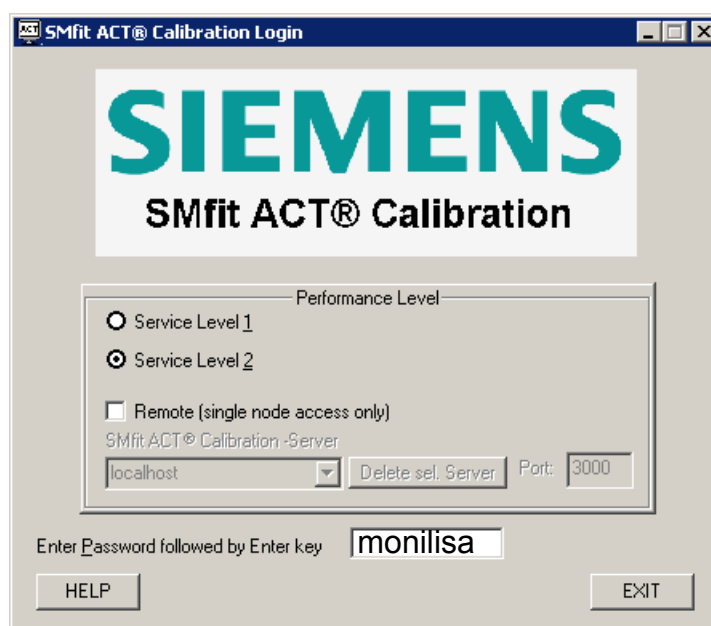 SMfit ACT® Calibration Login
SIEMENS
SMfit ACT® Calibration
Performance Level
Service Level 1
Service Level 2
Remote (single node access only)
SMfit ACT® Calibration -Server
localhost
Delete sel. Server
Port:
3000
Enter Password followed by Enter key
monilisa
HELP
EXIT